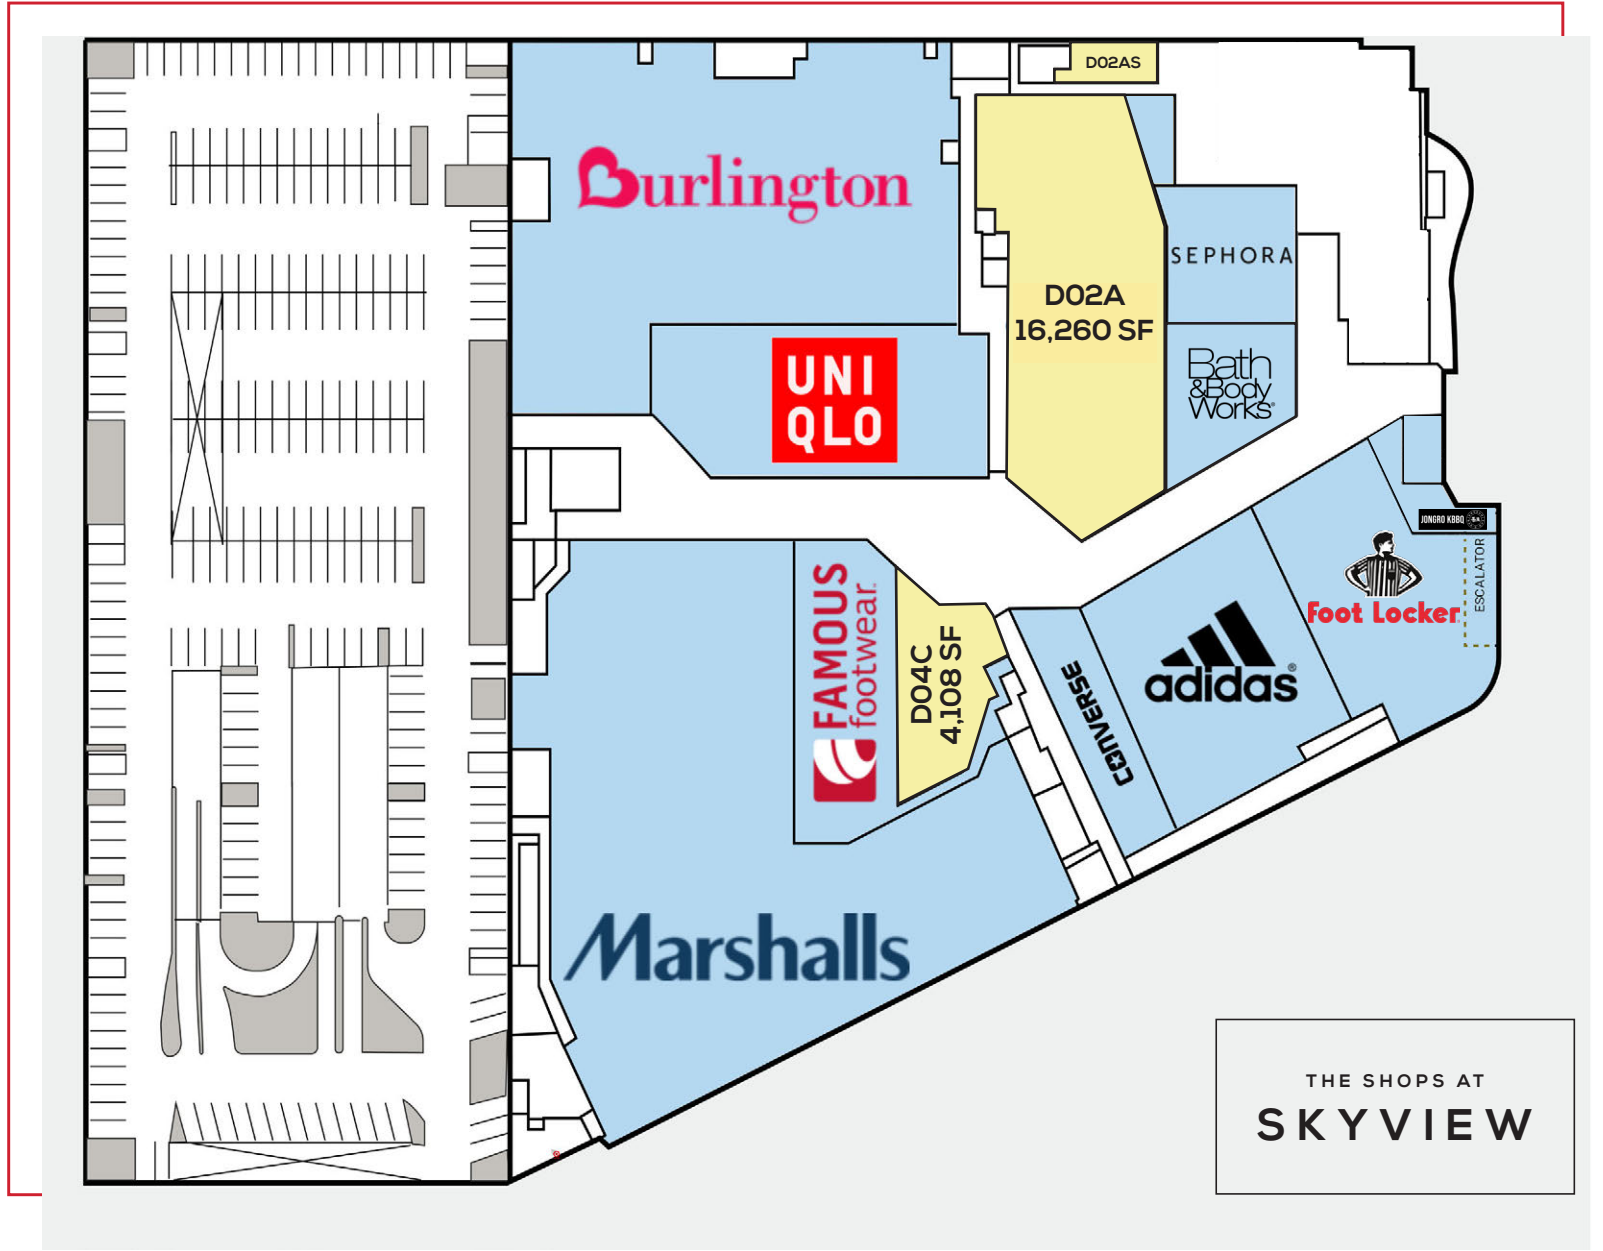 D02AS
Burlington
SEPHORA
D02A
16,260 SF
UNI
QLO
Bath
&Body
Works®
JONGRO KBBQ
ESCALATOR
Foot Locker
FAMOUS
footwear.
D04C
4,108 SF
CONVERSE
adidas®
Marshalls
THE SHOPS AT
SKYVIEW